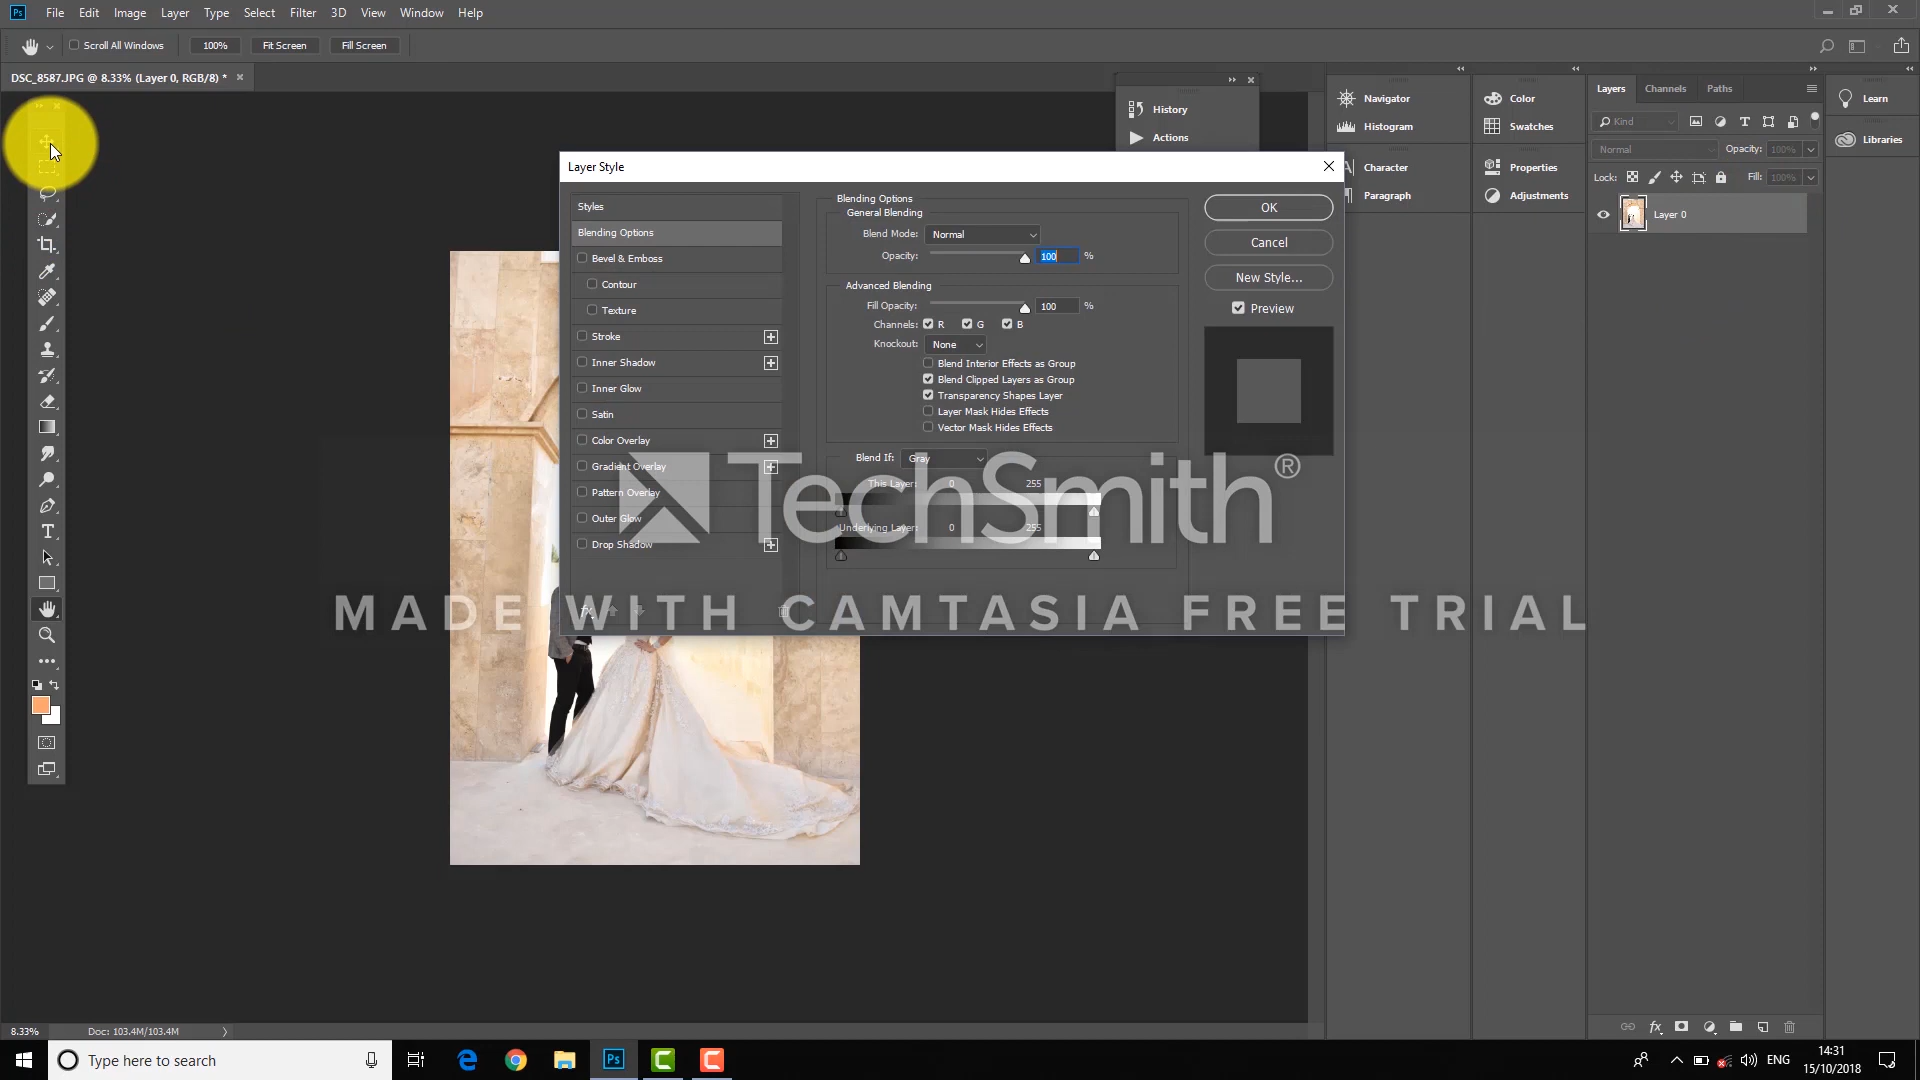 Ps File Edit Image Layer Type Select Filter 3D View Window Help
Scroll All Windows 100% Fit Screen Fill Screen
DSC_8587.JPG @ 8.33% (Layer 0, RGB/8) *
History
Actions
Navigator
Histogram
Character
Paragraph
Color
Swatches
Properties
Adjustments
Layers Channels Paths
Kind
Normal Opacity: 100%
Lock: Fill: 100%
Layer 0
Learn
Libraries
Layer Style
Styles
Blending Options
Bevel & Emboss
Contour
Texture
Stroke
Inner Shadow
Inner Glow
Satin
Color Overlay
Gradient Overlay
Pattern Overlay
Outer Glow
Drop Shadow
fx
Blending Options
General Blending
Blend Mode: Normal
Opacity: 100 %
Advanced Blending
Fill Opacity: 100 %
Channels: R G B
Knockout: None
Blend Interior Effects as Group
Blend Clipped Layers as Group
Transparency Shapes Layer
Layer Mask Hides Effects
Vector Mask Hides Effects
Blend If: Gray
This Layer: 0 255
Underlying Layer: 0 255
OK
Cancel
New Style...
Preview
TechSmith®
MADE WITH CAMTASIA FREE TRIAL
8.33% Doc: 103.4M/103.4M
fx
Type here to search
Ps
ENG
14:31
15/10/2018